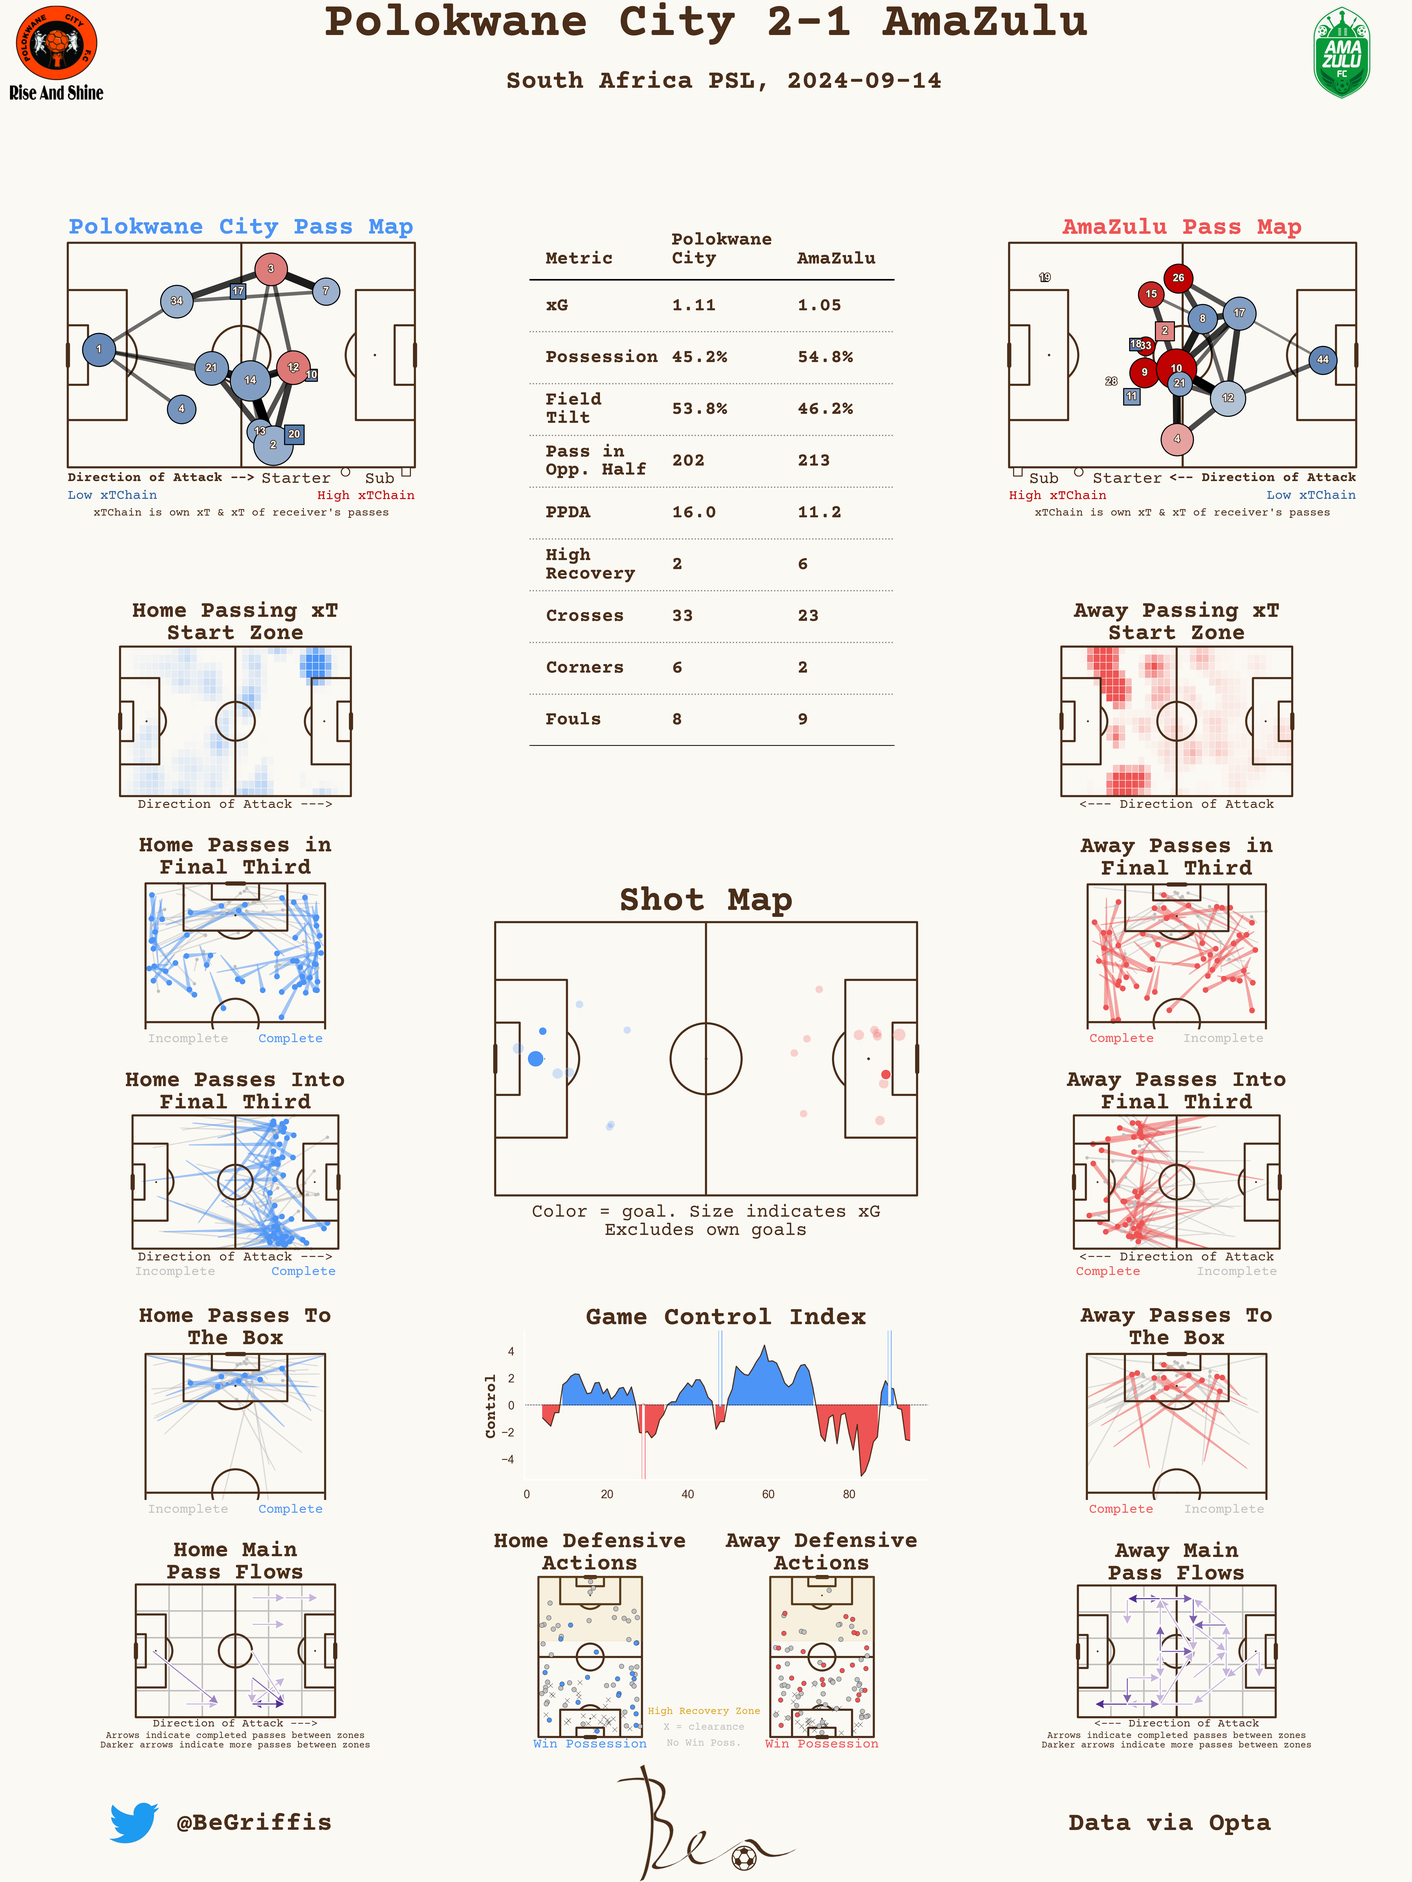 Polokwane City 2-1 AmaZulu
South Africa PSL, 2024-09-14
POLOKWANE CITY F.C
Rise And Shine
AMA
ZULU
FC
Polokwane City Pass Map
3
17
7
34
1
21
14
12
10
4
13
2
20
Direction of Attack --> Starter Sub
Low xTChain High xTChain
xTChain is own xT & xT of receiver's passes
Metric Polokwane City AmaZulu
xG 1.11 1.05
Possession 45.2% 54.8%
Field Tilt 53.8% 46.2%
Pass in Opp. Half 202 213
PPDA 16.0 11.2
High Recovery 2 6
Crosses 33 23
Corners 6 2
Fouls 8 9
AmaZulu Pass Map
19
26
15
8
17
2
18
33
9
10
44
28
21
11
12
4
Sub Starter <-- Direction of Attack
High xTChain Low xTChain
xTChain is own xT & xT of receiver's passes
Home Passing xT
Start Zone
Direction of Attack --->
Away Passing xT
Start Zone
<--- Direction of Attack
Home Passes in
Final Third
Incomplete Complete
Away Passes in
Final Third
Complete Incomplete
Shot Map
Color = goal. Size indicates xG
Excludes own goals
Home Passes Into
Final Third
Direction of Attack --->
Incomplete Complete
Away Passes Into
Final Third
<--- Direction of Attack
Complete Incomplete
Home Passes To
The Box
Incomplete Complete
Game Control Index
Control
4
2
0
−2
−4
0 20 40 60 80
Away Passes To
The Box
Complete Incomplete
Home Main
Pass Flows
Direction of Attack --->
Arrows indicate completed passes between zones
Darker arrows indicate more passes between zones
Home Defensive
Actions
Win Possession
High Recovery Zone
X = clearance
No Win Poss.
Away Defensive
Actions
Win Possession
Away Main
Pass Flows
<--- Direction of Attack
Arrows indicate completed passes between zones
Darker arrows indicate more passes between zones
@BeGriffis
Ben
Data via Opta